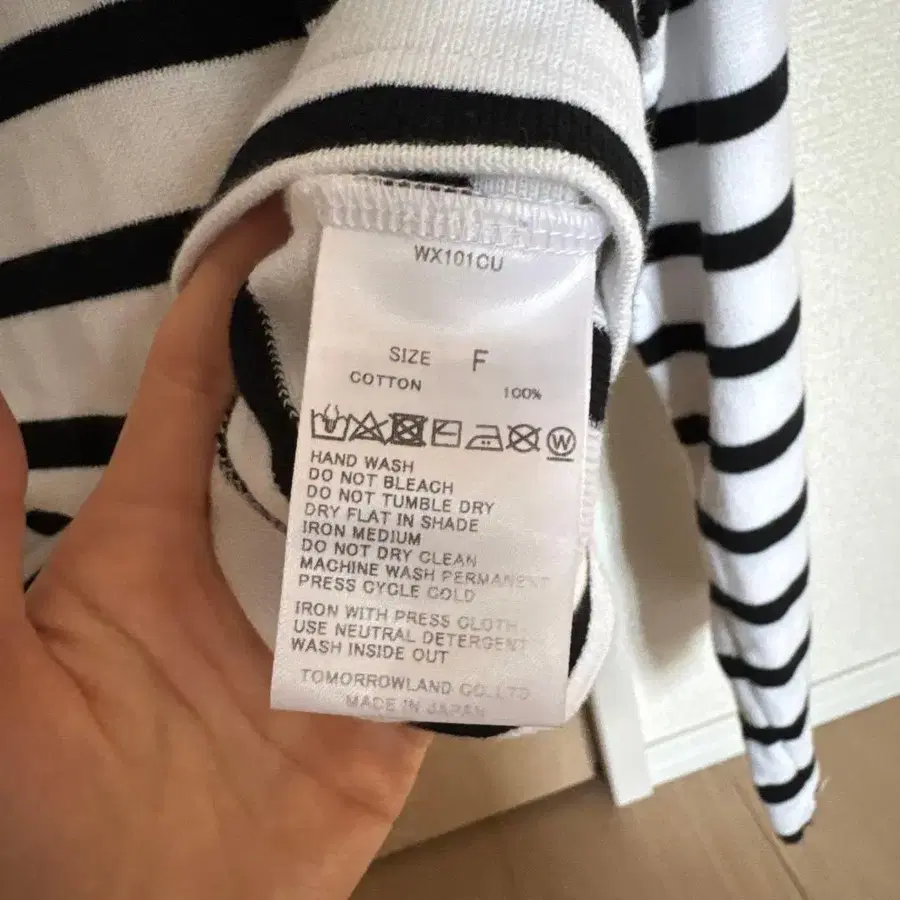 WX101CU
SIZE F
COTTON 100%
W
HAND WASH
DO NOT BLEACH
DO NOT TUMBLE DRY
DRY FLAT IN SHADE
IRON MEDIUM
DO NOT DRY CLEAN
MACHINE WASH PERMANENT
PRESS CYCLE COLD
IRON WITH PRESS CLOTH.
USE NEUTRAL DETERGENT
WASH INSIDE OUT
TOMORROWLAND CO.,LTD.
MADE IN JAPAN